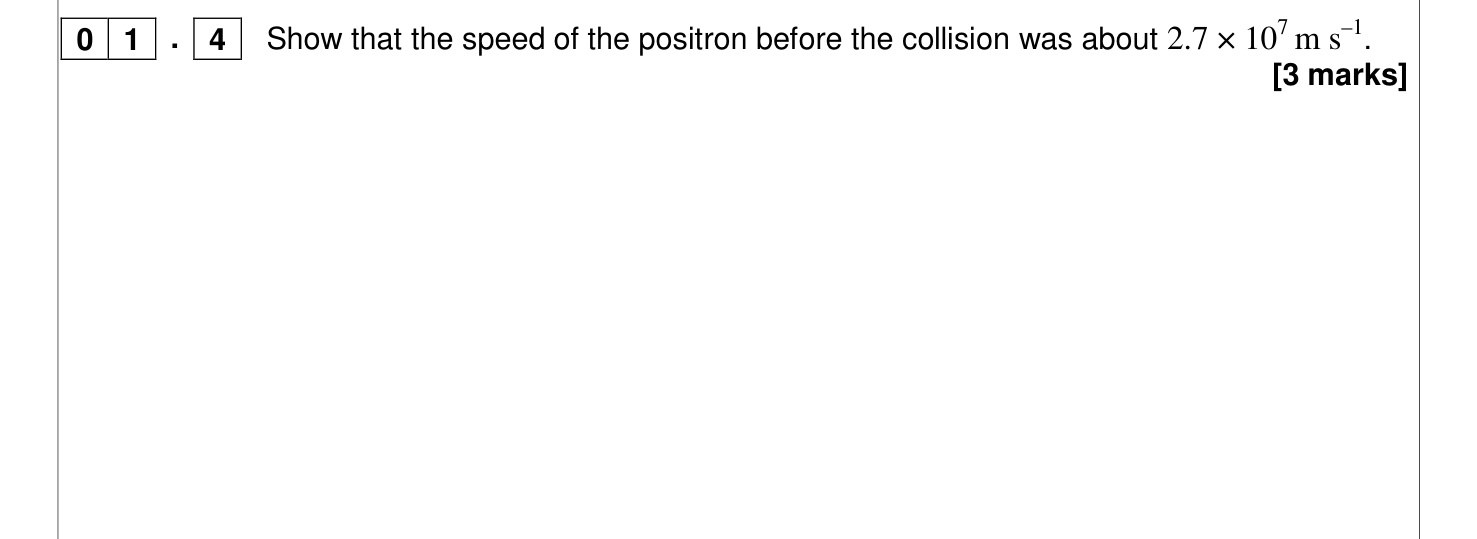 0 1 . 4 Show that the speed of the positron before the collision was about 2.7 × 10⁷ m s⁻¹.
[3 marks]